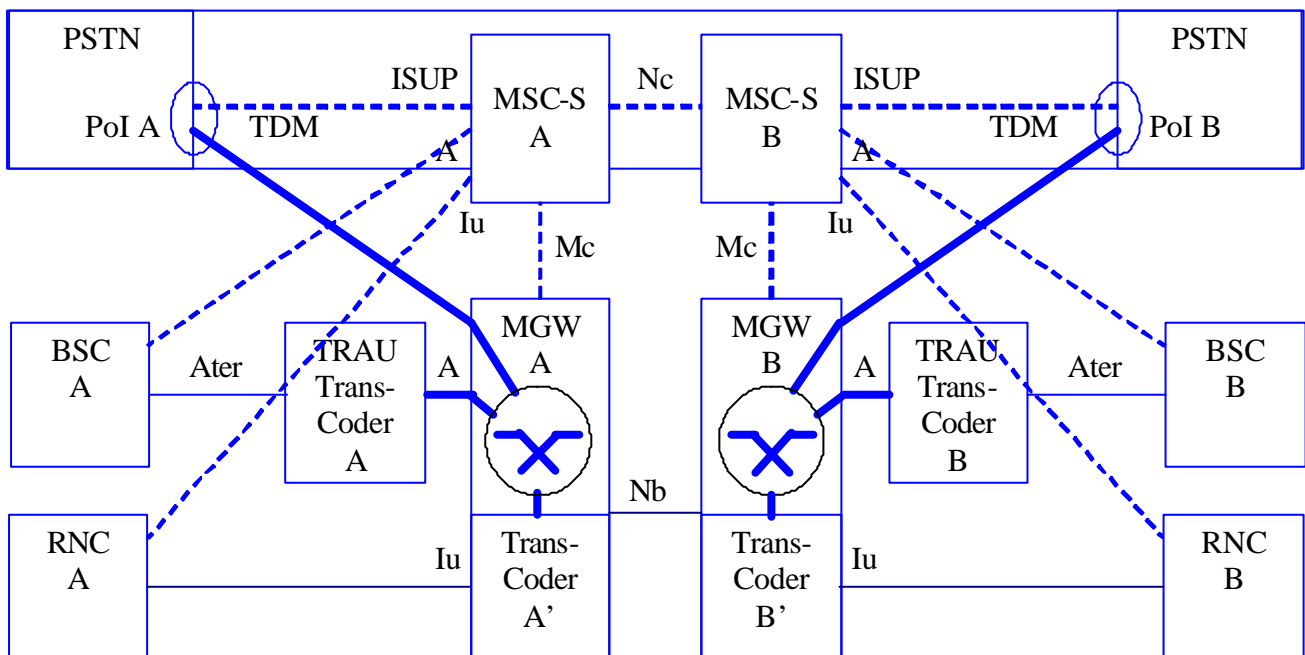 PSTN
PSTN
ISUP
Nc
ISUP
MSC-S
A
MSC-S
B
PoI A
TDM
TDM
PoI B
A
A
Iu
Iu
Mc
Mc
MGW
A
MGW
B
BSC
A
Ater
TRAU
Trans-
Coder
A
A
A
TRAU
Trans-
Coder
B
Ater
BSC
B
Nb
RNC
A
Iu
Trans-
Coder
A’
Trans-
Coder
B’
Iu
RNC
B